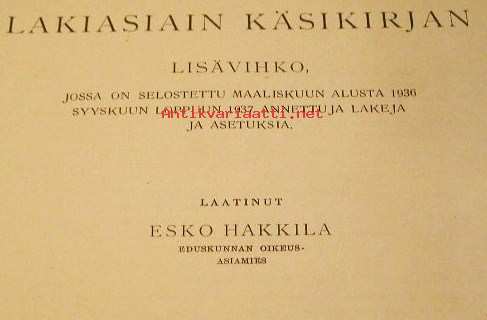 LAKIASIAIN KÄSIKIRJAN
LISÄVIHKO,
JOSSA ON SELOSTETTU MAALISKUUN ALUSTA 1936
SYYSKUUN LOPPUUN 1937 ANNETTUJA LAKEJA
Antikvariaatti.net
JA ASETUKSIA.
LAATINUT
ESKO HAKKILA
EDUSKUNNAN OIKEUS-
ASIAMIES